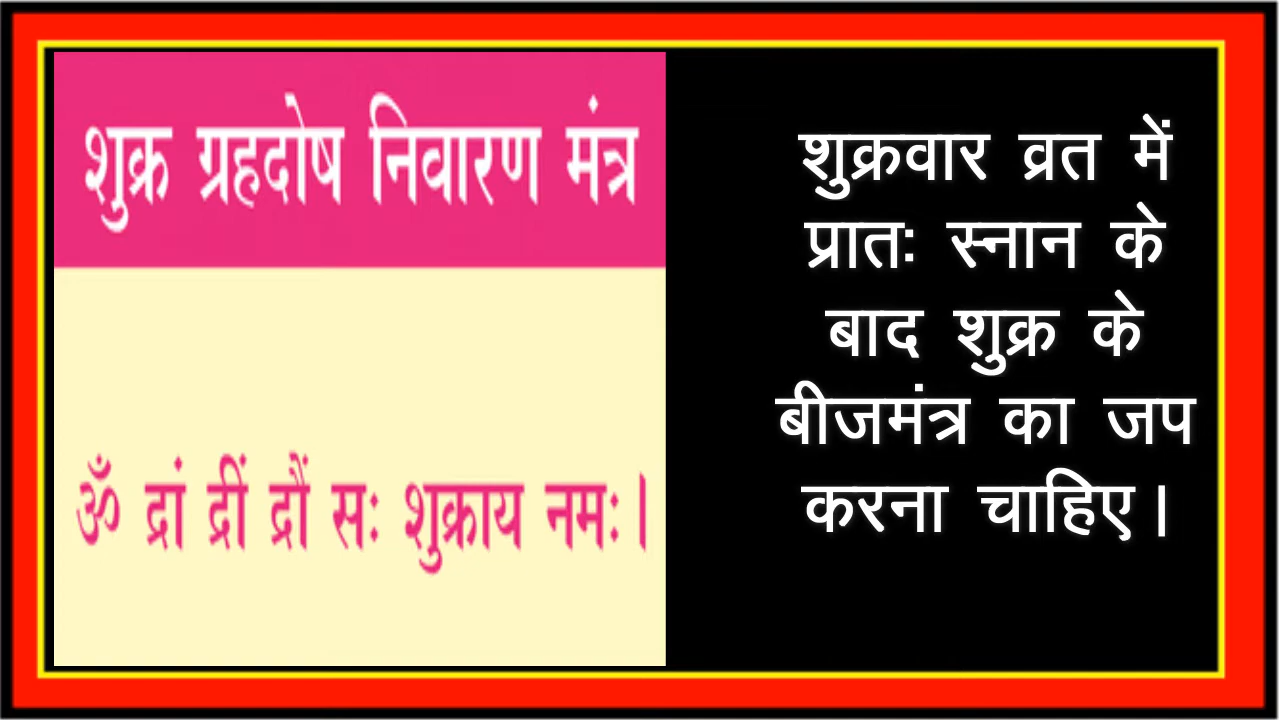 शुक्र ग्रहदोष निवारण मंत्र
ॐ द्रां द्रीं द्रौं सः शुक्राय नमः।
शुक्रवार व्रत में
प्रातः स्नान के
बाद शुक्र के
बीजमंत्र का जप
करना चाहिए।